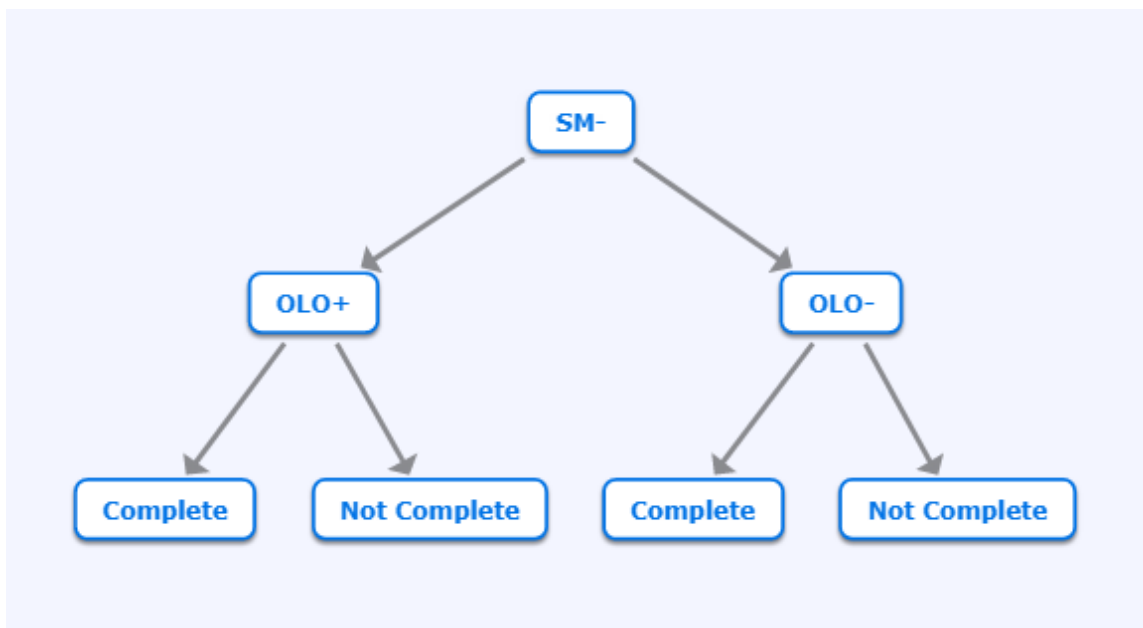 SM-
OLO+
OLO-
Complete
Not Complete
Complete
Not Complete